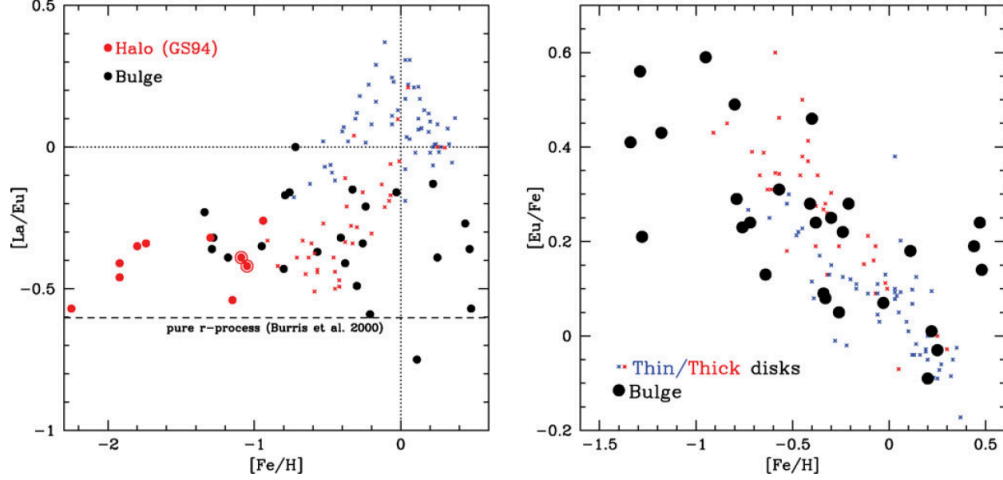 0.5
Halo (GS94)
Bulge
0
[La/Eu]
−0.5
pure r-process (Burris et al. 2000)
−1
−2
−1
0
[Fe/H]
0.6
0.4
[Eu/Fe]
0.2
0
Thin/Thick disks
Bulge
−0.2
−1.5
−1
−0.5
0
0.5
[Fe/H]